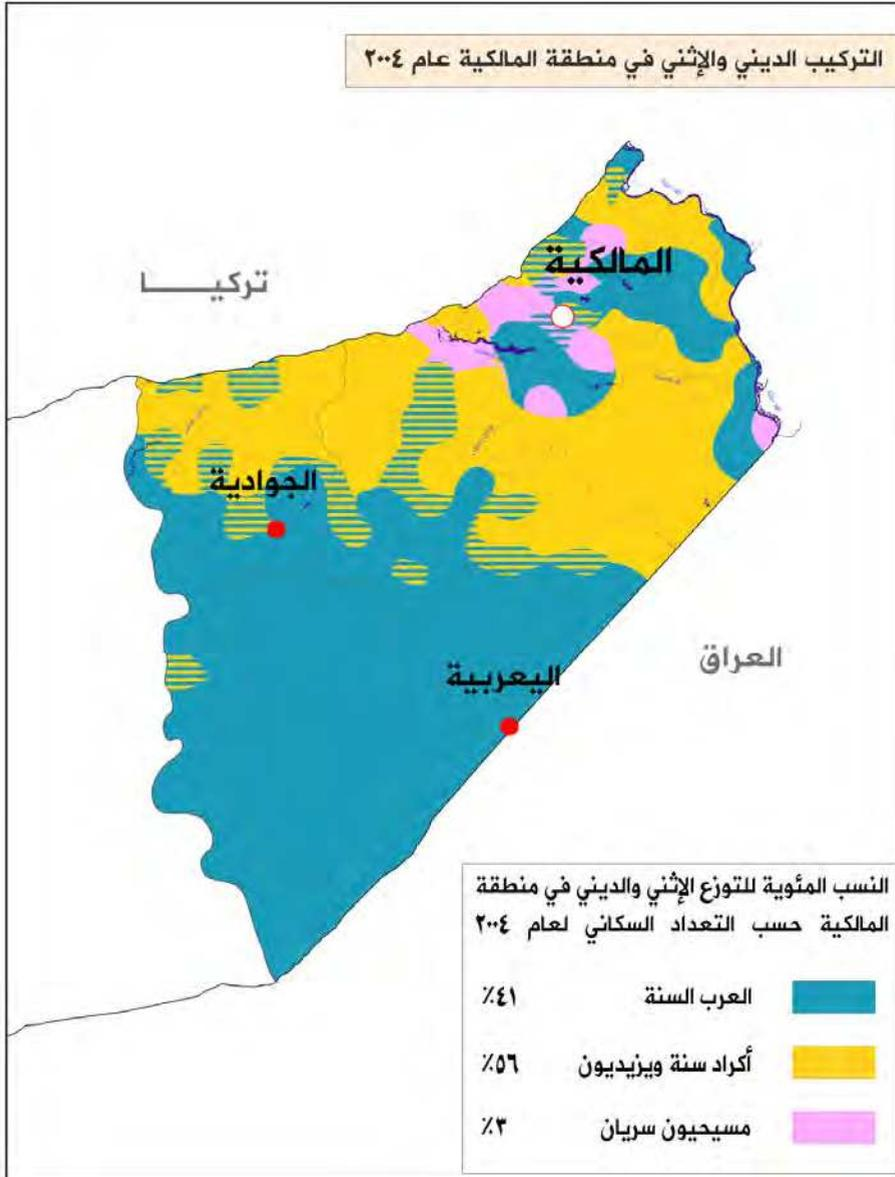 التركيب الديني والإثني في منطقة المالكية عام ٢٠٠٤
المالكية
تركيـــــا
الجوادية
العراق
اليعربية
النسب المئوية للتوزع الإثني والديني في منطقة
المالكية حسب التعداد السكاني لعام ٢٠٠٤
العرب السنة ٤١٪
أكراد سنة ويزيديون ٥٦٪
مسيحيون سريان ٣٪